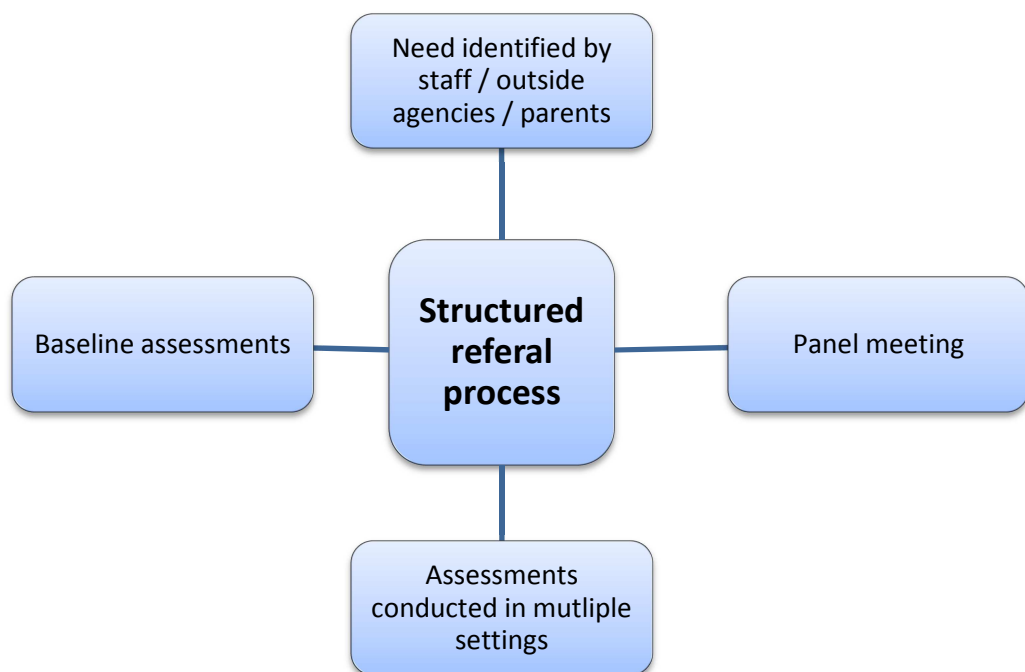 Need identified by
staff / outside
agencies / parents
Baseline assessments
Structured
referal
process
Panel meeting
Assessments
conducted in mutliple
settings